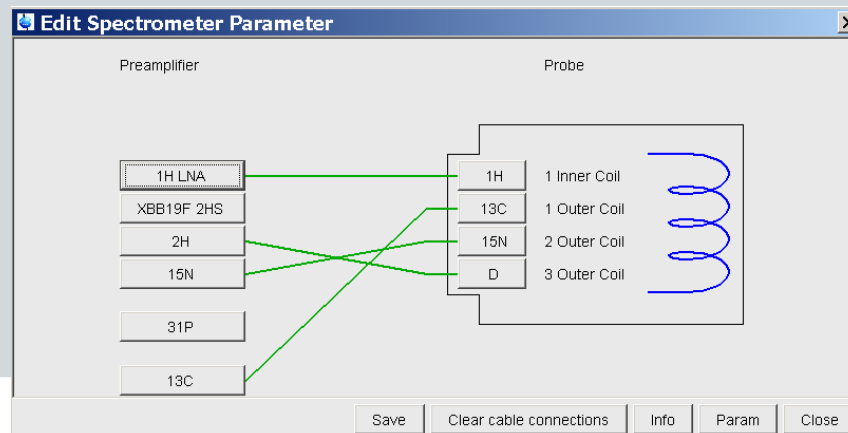 Edit Spectrometer Parameter
Preamplifier Probe
1H LNA 1H 1 Inner Coil
XBB19F 2HS 13C 1 Outer Coil
2H 15N 2 Outer Coil
15N D 3 Outer Coil
31P
13C
Save Clear cable connections Info Param Close